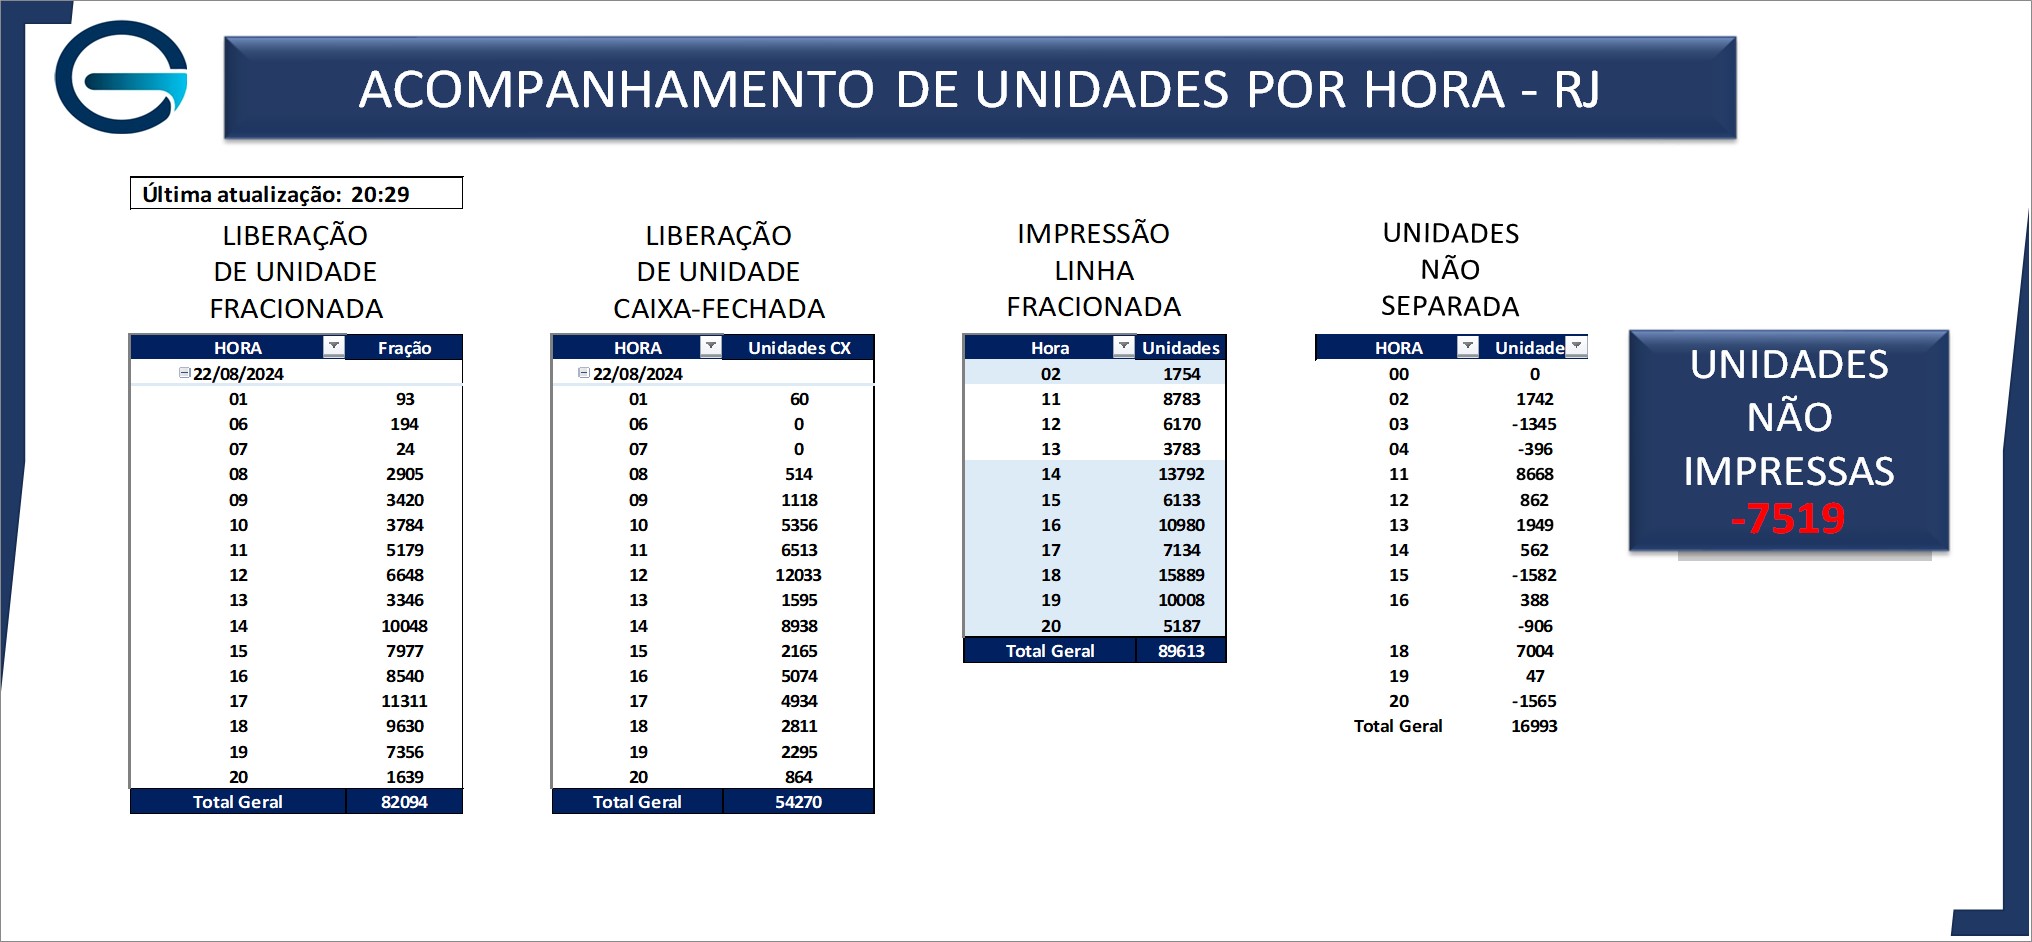 ACOMPANHAMENTO DE UNIDADES POR HORA - RJ
Última atualização: 20:29
LIBERAÇÃO
DE UNIDADE
FRACIONADA
HORA Fração
22/08/2024
01 93
06 194
07 24
08 2905
09 3420
10 3784
11 5179
12 6648
13 3346
14 10048
15 7977
16 8540
17 11311
18 9630
19 7356
20 1639
Total Geral 82094
LIBERAÇÃO
DE UNIDADE
CAIXA-FECHADA
HORA Unidades CX
22/08/2024
01 60
06 0
07 0
08 514
09 1118
10 5356
11 6513
12 12033
13 1595
14 8938
15 2165
16 5074
17 4934
18 2811
19 2295
20 864
Total Geral 54270
IMPRESSÃO
LINHA
FRACIONADA
Hora Unidades
02 1754
11 8783
12 6170
13 3783
14 13792
15 6133
16 10980
17 7134
18 15889
19 10008
20 5187
Total Geral 89613
UNIDADES
NÃO
SEPARADA
HORA Unidade
00 0
02 1742
03 -1345
04 -396
11 8668
12 862
13 1949
14 562
15 -1582
16 388
-906
18 7004
19 47
20 -1565
Total Geral 16993
UNIDADES
NÃO
IMPRESSAS
-7519